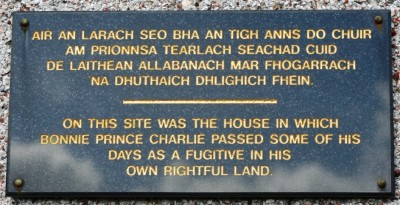 AIR AN LARACH SEO BHA AN TIGH ANNS DO CHUIR
AM PRIONNSA TEARLACH SEACHAD CUID
DE LAITHEAN ALLABANACH MAR FHOGARRACH
NA DHUTHAICH DHLIGHICH FHEIN.
ON THIS SITE WAS THE HOUSE IN WHICH
BONNIE PRINCE CHARLIE PASSED SOME OF HIS
DAYS AS A FUGITIVE IN HIS
OWN RIGHTFUL LAND.